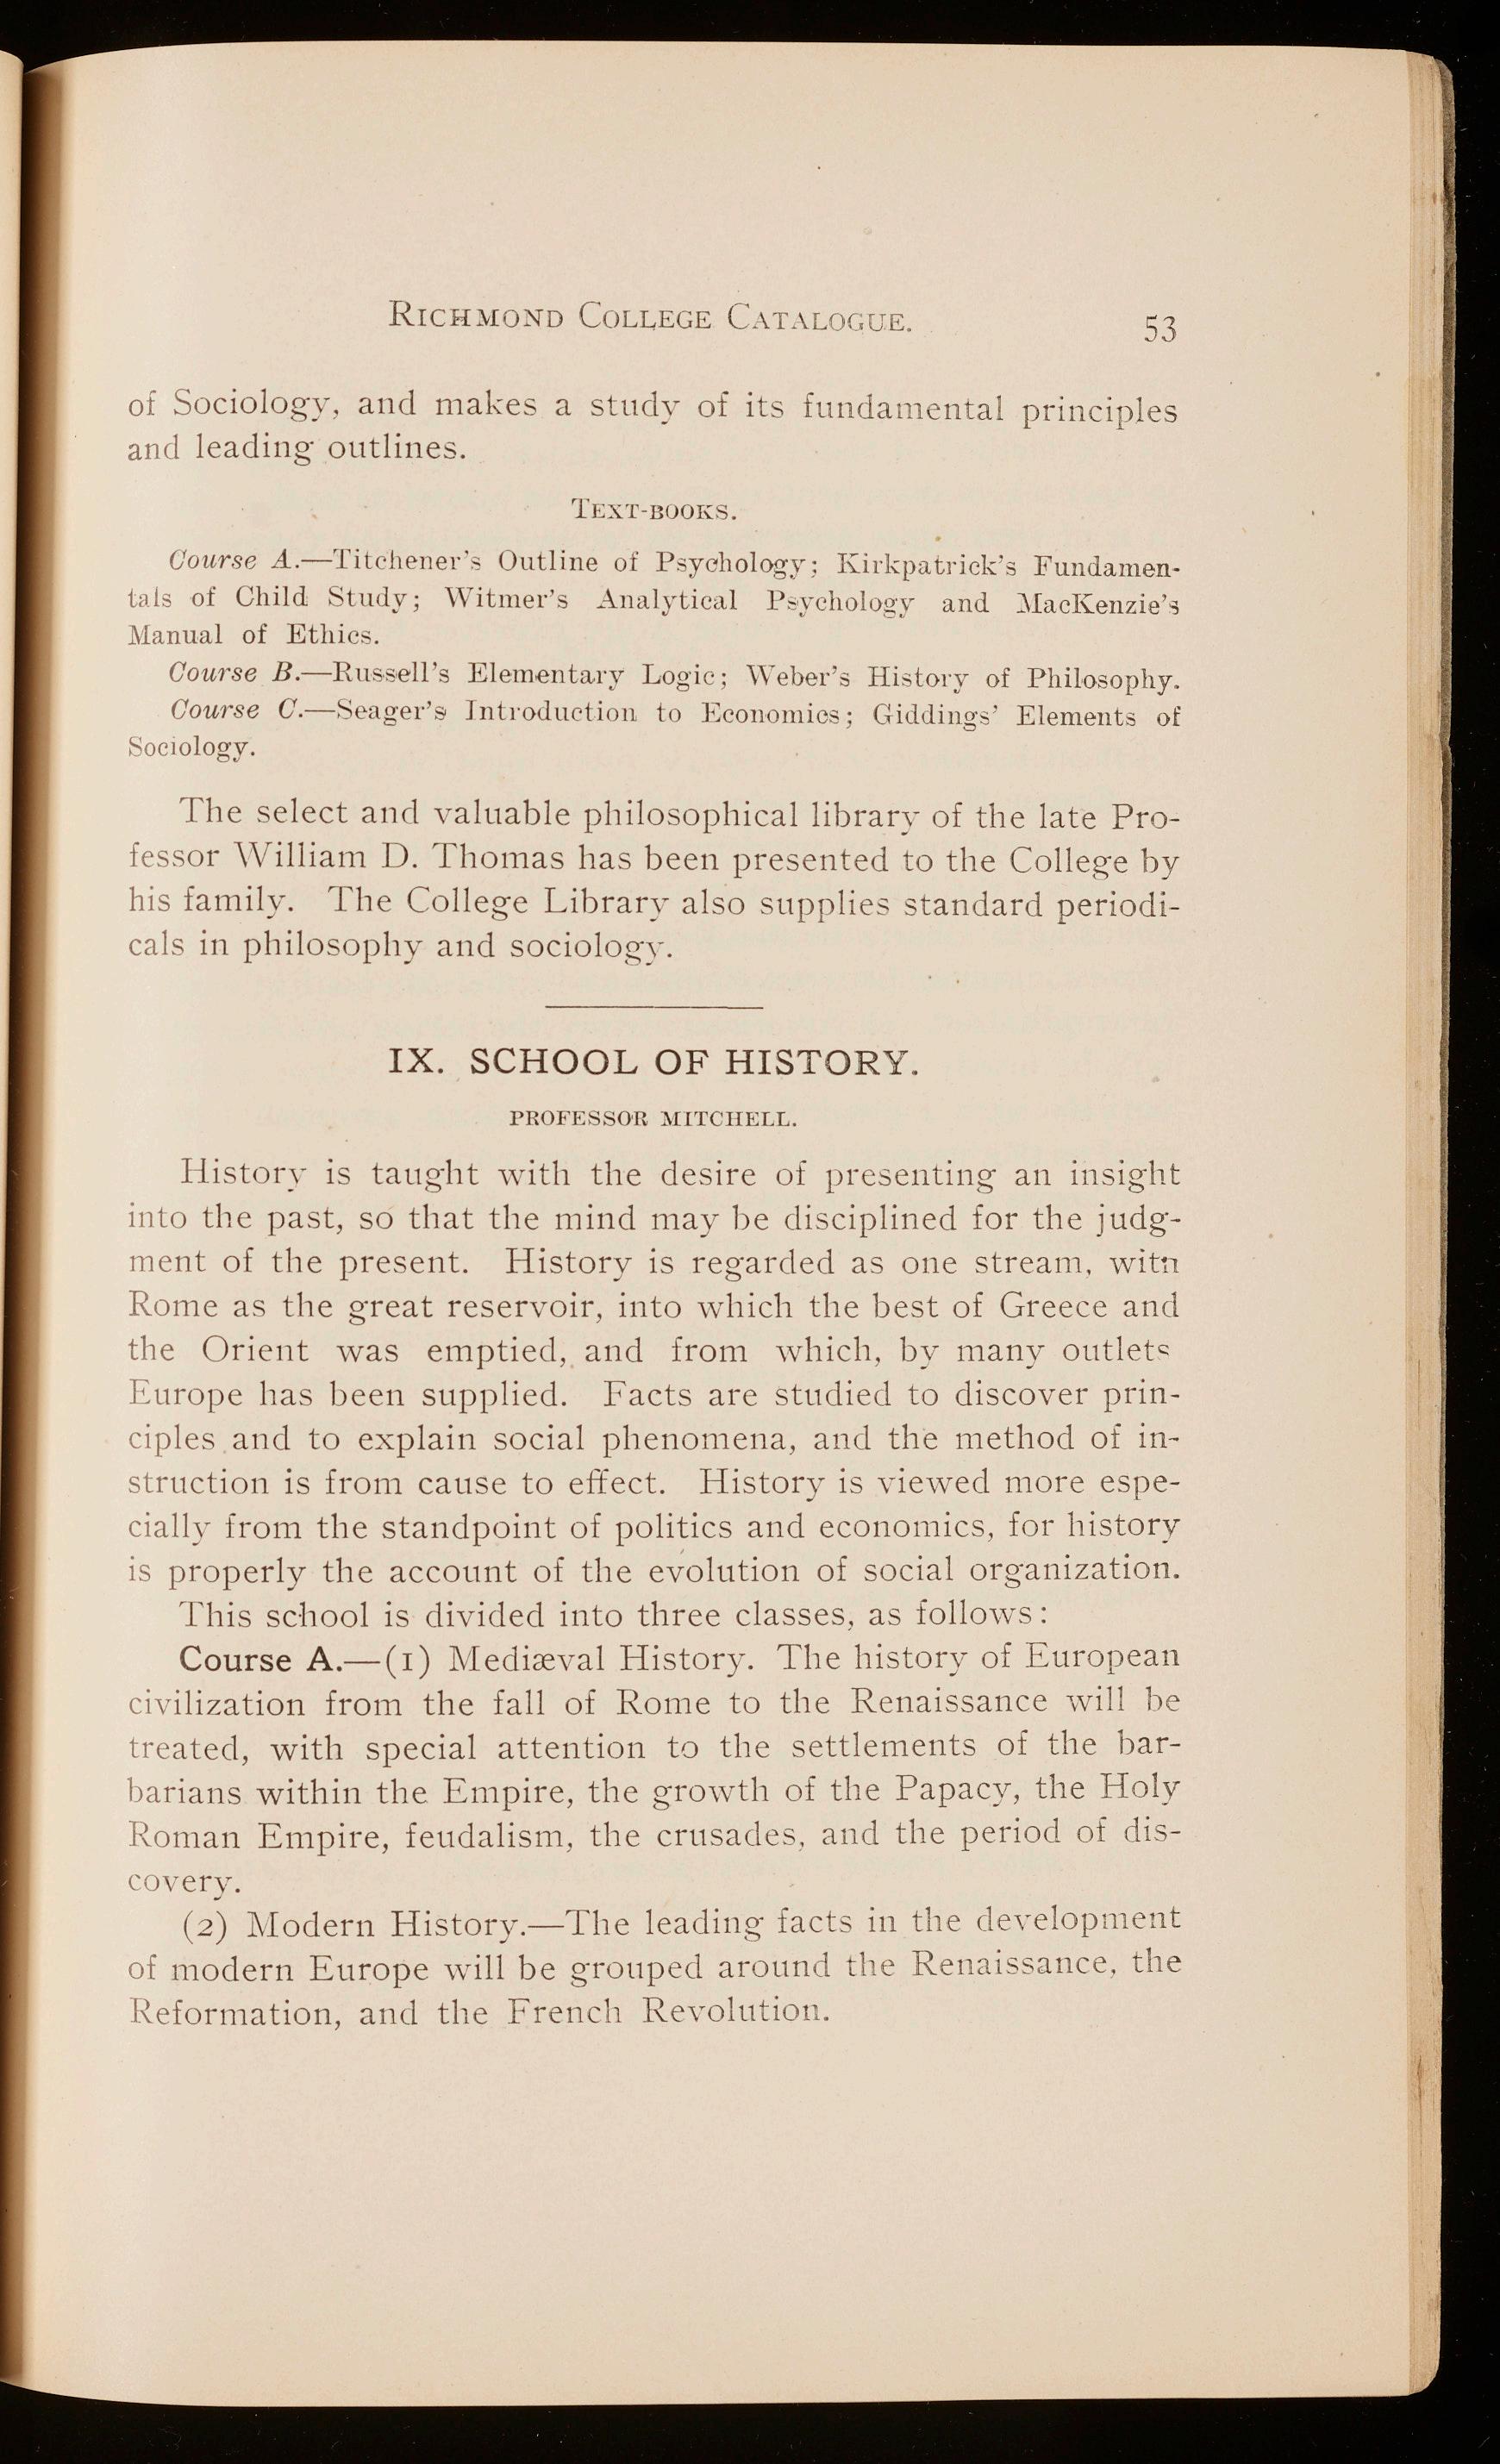 RICHMOND COLLEGE CATALOGUE. 53
of Sociology, and makes a study of its fundamental principles
and leading outlines.
TEXT-BOOKS.
Course A.—Titchener's Outline of Psychology; Kirkpatrick's Fundamen-
tals of Child Study; Witmer's Analytical Psychology and MacKenzie's
Manual of Ethics.
Course B.—Russell's Elementary Logic; Weber's History of Philosophy.
Course C.—Seager's Introduction to Economics; Giddings' Elements of
Sociology.
The select and valuable philosophical library of the late Pro-
fessor William D. Thomas has been presented to the College by
his family. The College Library also supplies standard periodi-
cals in philosophy and sociology.
IX. SCHOOL OF HISTORY.
PROFESSOR MITCHELL.
History is taught with the desire of presenting an insight
into the past, so that the mind may be disciplined for the judg-
ment of the present. History is regarded as one stream, with
Rome as the great reservoir, into which the best of Greece and
the Orient was emptied, and from which, by many outlets
Europe has been supplied. Facts are studied to discover prin-
ciples and to explain social phenomena, and the method of in-
struction is from cause to effect. History is viewed more espe-
cially from the standpoint of politics and economics, for history
is properly the account of the evolution of social organization.
This school is divided into three classes, as follows:
Course A.—(1) Mediæval History. The history of European
civilization from the fall of Rome to the Renaissance will be
treated, with special attention to the settlements of the bar-
barians within the Empire, the growth of the Papacy, the Holy
Roman Empire, feudalism, the crusades, and the period of dis-
covery.
(2) Modern History.—The leading facts in the development
of modern Europe will be grouped around the Renaissance, the
Reformation, and the French Revolution.